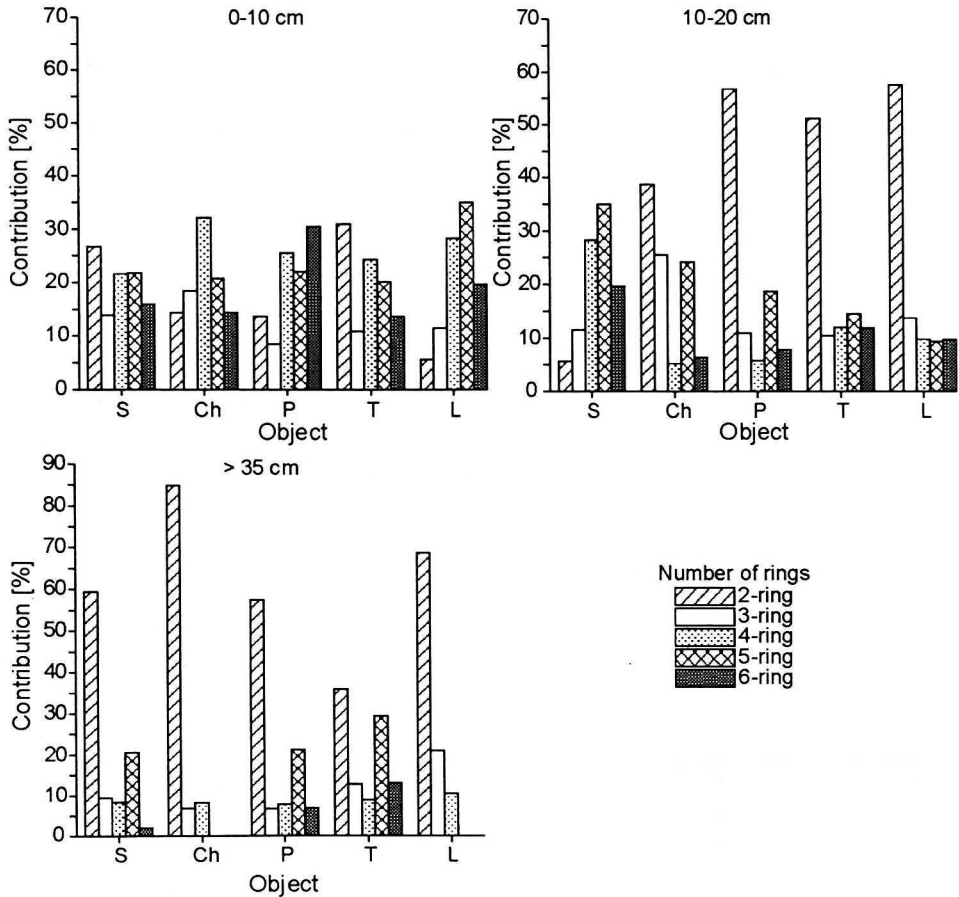 0-10 cm
Contribution [%]
70
60
50
40
30
20
10
0
S Ch P T L
Object
10-20 cm
Contribution [%]
70
60
50
40
30
20
10
0
S Ch P T L
Object
> 35 cm
Contribution [%]
90
80
70
60
50
40
30
20
10
0
S Ch P T L
Object
Number of rings
2-ring
3-ring
4-ring
5-ring
6-ring